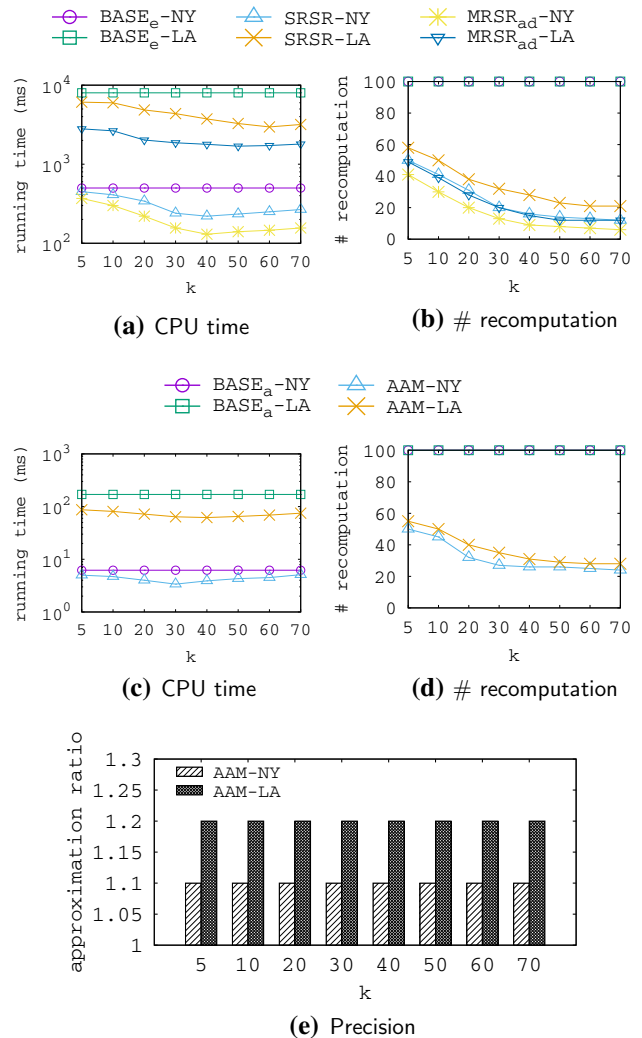 BASEe-NY SRSR-NY MRSRad-NY
BASEe-LA SRSR-LA MRSRad-LA
running time (ms)
10^4
10^3
10^2
5 10 20 30 40 50 60 70
k
(a) CPU time
# recomputation
100
80
60
40
20
0
5 10 20 30 40 50 60 70
k
(b) # recomputation
BASEa-NY AAM-NY
BASEa-LA AAM-LA
running time (ms)
10^3
10^2
10^1
10^0
5 10 20 30 40 50 60 70
k
(c) CPU time
# recomputation
100
80
60
40
20
0
5 10 20 30 40 50 60 70
k
(d) # recomputation
approximation ratio
1.3
1.25
1.2
1.15
1.1
1.05
1
AAM-NY
AAM-LA
5 10 20 30 40 50 60 70
k
(e) Precision